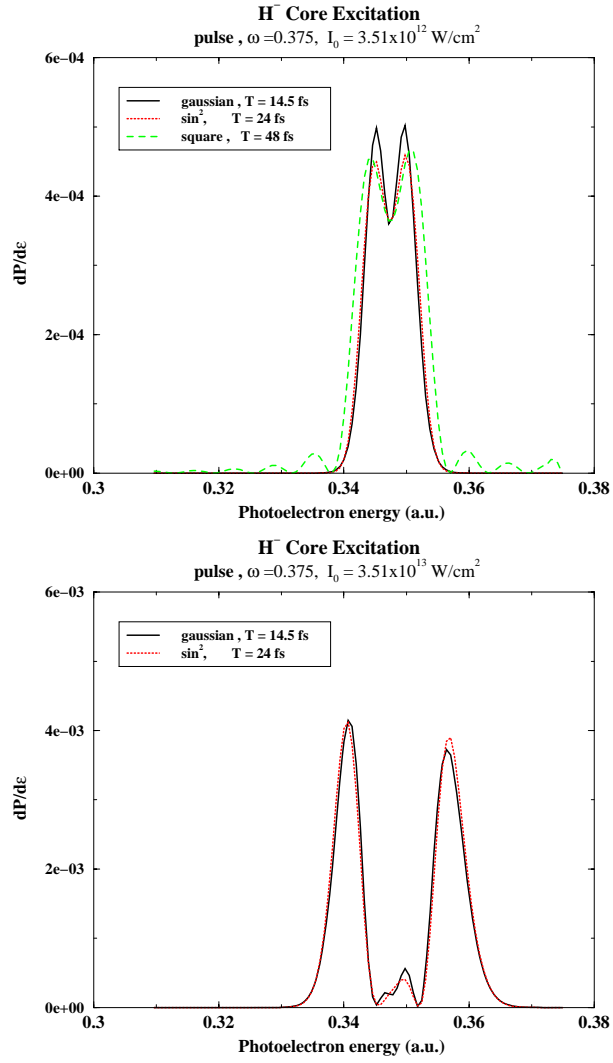 H⁻ Core Excitation
pulse , ω =0.375, I₀ = 3.51x10¹² W/cm²
6e−04
gaussian , T = 14.5 fs
sin², T = 24 fs
square , T = 48 fs
4e−04
dP/dε
2e−04
0e+00
0.3 0.32 0.34 0.36 0.38
Photoelectron energy (a.u.)
H⁻ Core Excitation
pulse , ω =0.375, I₀ = 3.51x10¹³ W/cm²
6e−03
gaussian , T = 14.5 fs
sin², T = 24 fs
4e−03
dP/dε
2e−03
0e+00
0.3 0.32 0.34 0.36 0.38
Photoelectron energy (a.u.)